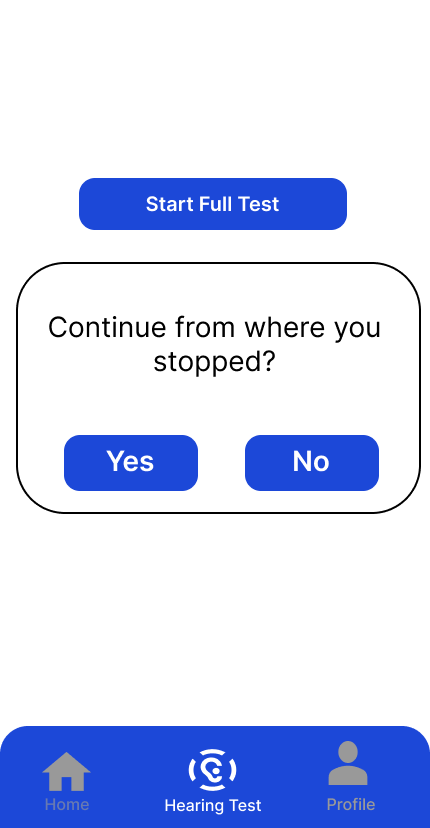 Start Full Test
Continue from where you
stopped?
Yes
No
Home
Hearing Test
Profile